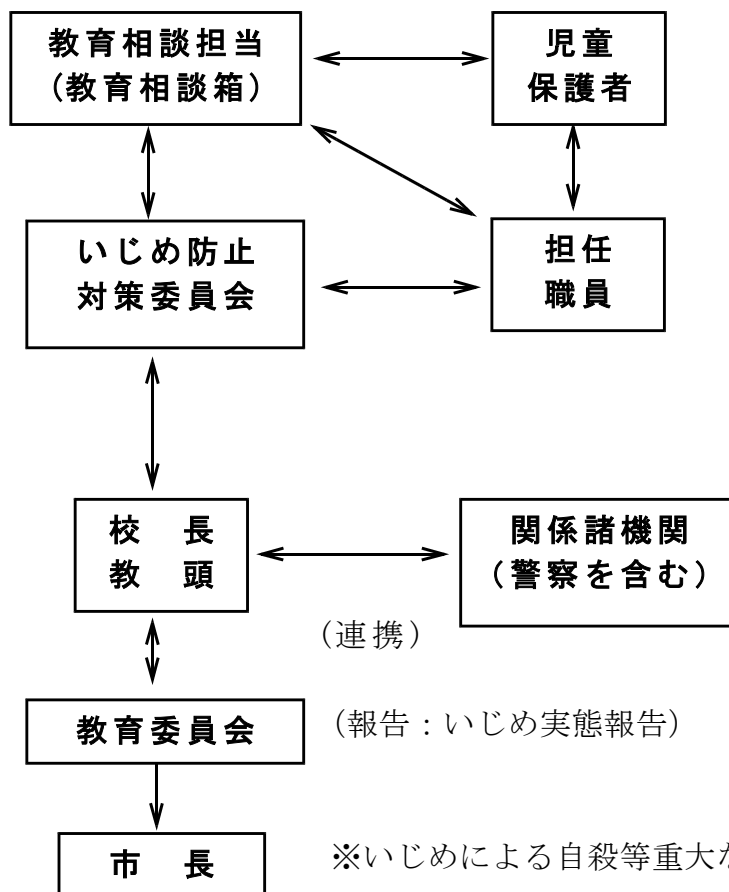 教育相談担当
（教育相談箱）
児童
保護者
いじめ防止
対策委員会
担任
職員
校　長
教　頭
関係諸機関
（警察を含む）
（連携）
教育委員会
（報告：いじめ実態報告）
市　長
※いじめによる自殺等重大な